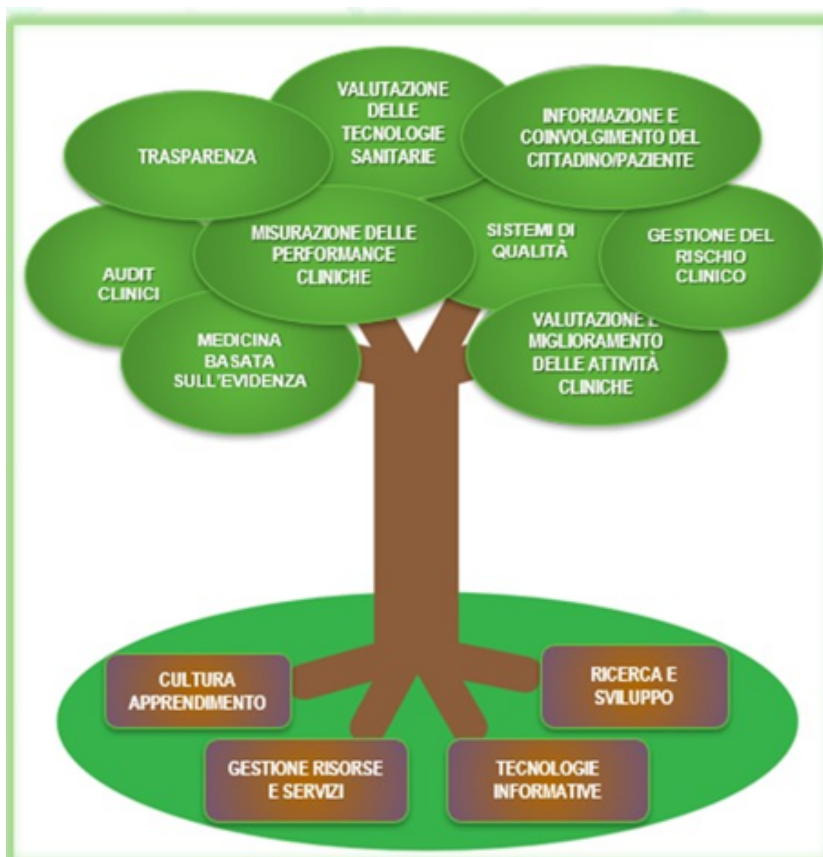 VALUTAZIONE
DELLE
TECNOLOGIE
SANITARIE
INFORMAZIONE E
COINVOLGIMENTO DEL
CITTADINO/PAZIENTE
TRASPARENZA
MISURAZIONE DELLE
PERFORMANCE
CLINICHE
SISTEMI DI
QUALITÀ
GESTIONE DEL
RISCHIO
CLINICO
AUDIT
CLINICI
MEDICINA
BASATA
SULL'EVIDENZA
VALUTAZIONE E
MIGLIORAMENTO
DELLE ATTIVITÀ
CLINICHE
CULTURA
APPRENDIMENTO
RICERCA E
SVILUPPO
GESTIONE RISORSE
E SERVIZI
TECNOLOGIE
INFORMATIVE